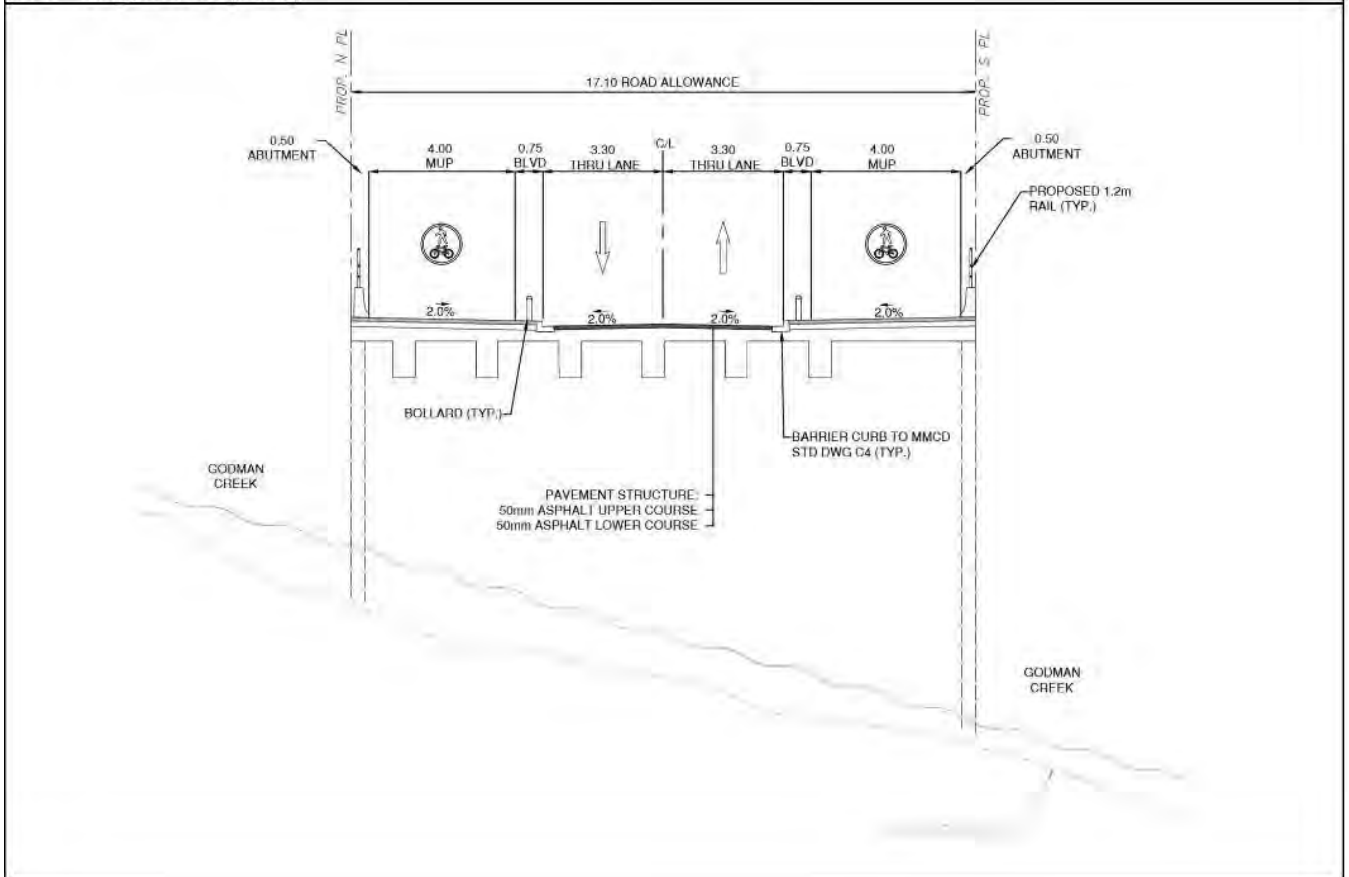 PROP. N PL
PROP. S PL
17.10 ROAD ALLOWANCE
0.50
ABUTMENT
4.00
MUP
0.75
BLVD
3.30
THRU LANE
C/L
3.30
THRU LANE
0.75
BLVD
4.00
MUP
0.50
ABUTMENT
PROPOSED 1.2m
RAIL (TYP.)
2.0%
2.0%
2.0%
2.0%
BOLLARD (TYP.)
BARRIER CURB TO MMCD
STD DWG C4 (TYP.)
PAVEMENT STRUCTURE:
50mm ASPHALT UPPER COURSE
50mm ASPHALT LOWER COURSE
GODMAN
CREEK
GODMAN
CREEK